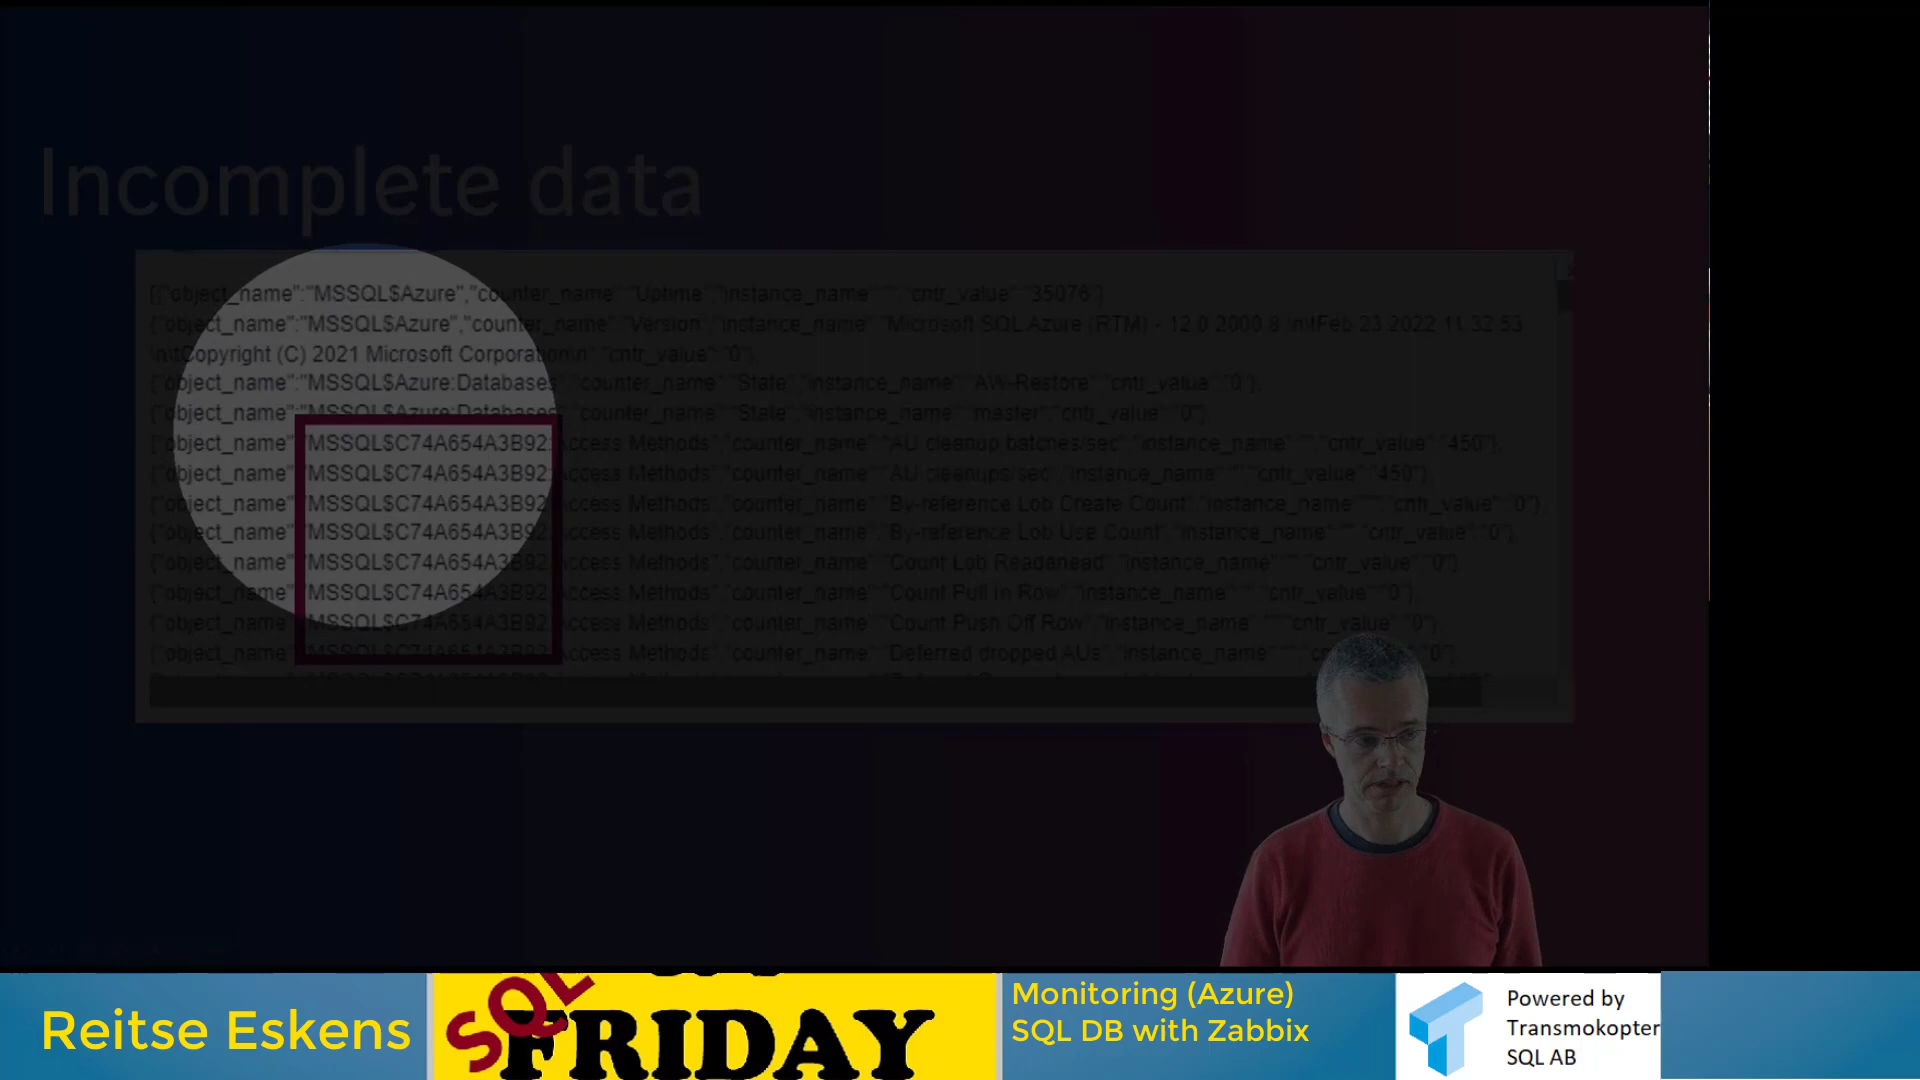 Incomplete data
[{"object_name":"MSSQL$Azure","counter_name":"Uptime","instance_name":"","cntr_value":"35076"}
{"object_name":"MSSQL$Azure","counter_name":"Version","instance_name":"Microsoft SQL Azure (RTM) - 12.0.2000.8 \n\tFeb 23 2022 11:32:53
\n\tCopyright (C) 2021 Microsoft Corporation\n","cntr_value":"0"},
{"object_name":"MSSQL$Azure:Databases","counter_name":"State","instance_name":"AW-Restore","cntr_value":"0"},
{"object_name":"MSSQL$Azure:Databases","counter_name":"State","instance_name":"master","cntr_value":"0"},
{"object_name":"MSSQL$C74A654A3B92:Access Methods","counter_name":"AU cleanup batches/sec","instance_name":"","cntr_value":"450"},
{"object_name":"MSSQL$C74A654A3B92:Access Methods","counter_name":"AU cleanups/sec","instance_name":"","cntr_value":"450"},
{"object_name":"MSSQL$C74A654A3B92:Access Methods","counter_name":"By-reference Lob Create Count","instance_name":"","cntr_value":"0"},
{"object_name":"MSSQL$C74A654A3B92:Access Methods","counter_name":"By-reference Lob Use Count","instance_name":"","cntr_value":"0"},
{"object_name":"MSSQL$C74A654A3B92:Access Methods","counter_name":"Count Lob Readahead","instance_name":"","cntr_value":"0"},
{"object_name":"MSSQL$C74A654A3B92:Access Methods","counter_name":"Count Pull In Row","instance_name":"","cntr_value":"0"},
{"object_name":"MSSQL$C74A654A3B92:Access Methods","counter_name":"Count Push Off Row","instance_name":"","cntr_value":"0"},
{"object_name":"MSSQL$C74A654A3B92:Access Methods","counter_name":"Deferred dropped AUs","instance_name":"","0"},
Reitse Eskens
SQL
FRIDAY
Monitoring (Azure)
SQL DB with Zabbix
Powered by
Transmokopter
SQL AB